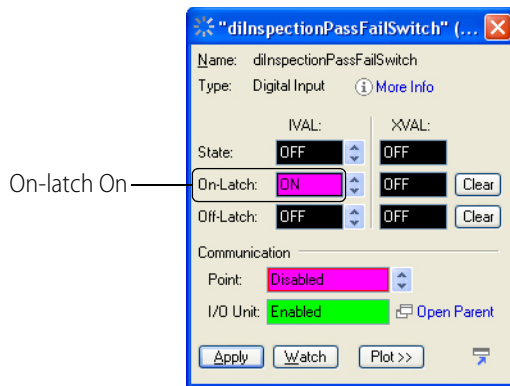 "diInspectionPassFailSwitch" (...
Name: diInspectionPassFailSwitch
Type: Digital Input i More Info
IVAL: XVAL:
State: OFF OFF
On-latch On
On-Latch: ON OFF Clear
Off-Latch: OFF OFF Clear
Communication
Point: Disabled
I/O Unit: Enabled Open Parent
Apply Watch Plot >>